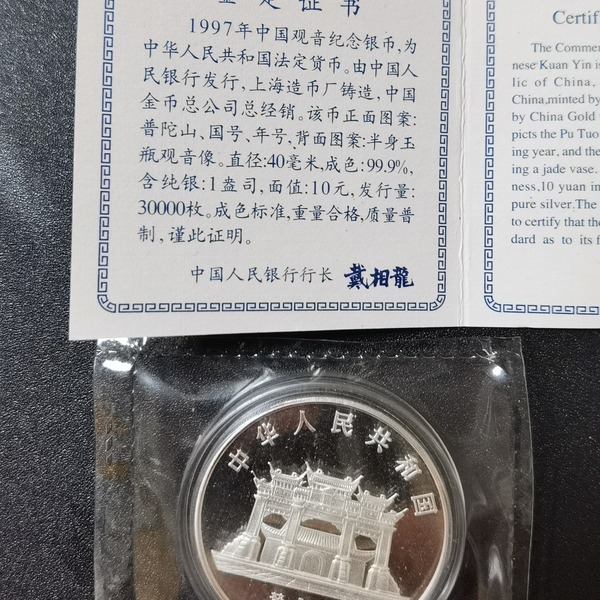 鉴定证书
1997年中国观音纪念银币,为
中华人民共和国法定货币。由中国人
民银行发行,上海造币厂铸造,中国
金币总公司总经销。该币正面图案:
普陀山、国号、年号,背面图案:半身玉
瓶观音像。直径:40毫米,成色:99.9%,
含纯银:1盎司,面值:10元,发行量:
30000枚。成色标准,重量合格,质量普
制,谨此证明。
中国人民银行行长 戴相龍
Certif
The Commer
nese Kuan Yin is
lic of China,
China,minted by
by China Gold
picts the Pu Tuo
ing year, and the
ing a jade vase.
ness,10 yuan in
pure silver.The
to certify that the
dard as to its f
中华人民共和国